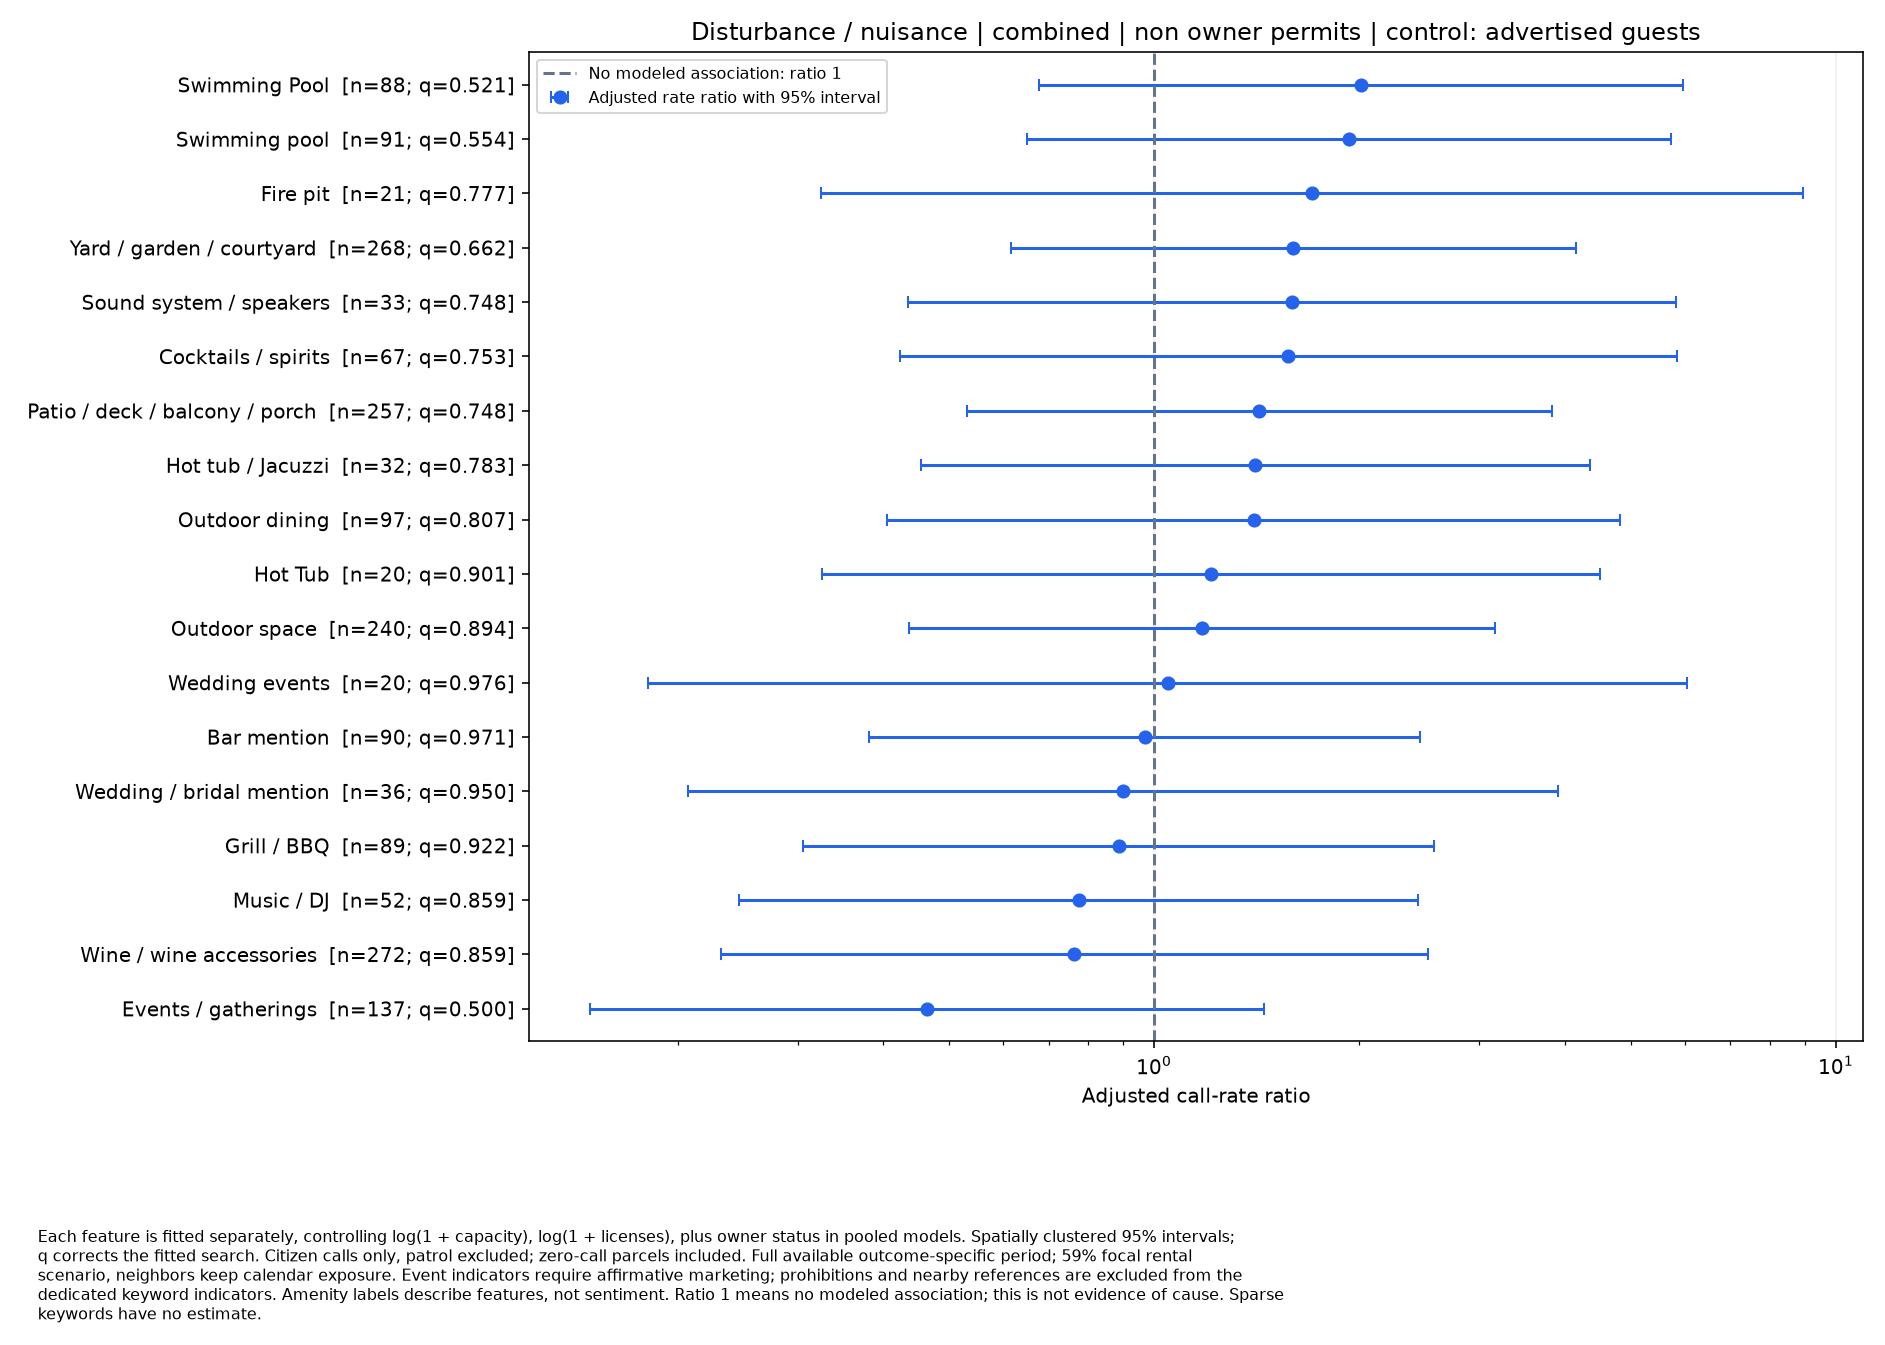 Disturbance / nuisance | combined | non owner permits | control: advertised guests
No modeled association: ratio 1
Adjusted rate ratio with 95% interval
Swimming Pool [n=88; q=0.521]
Swimming pool [n=91; q=0.554]
Fire pit [n=21; q=0.777]
Yard / garden / courtyard [n=268; q=0.662]
Sound system / speakers [n=33; q=0.748]
Cocktails / spirits [n=67; q=0.753]
Patio / deck / balcony / porch [n=257; q=0.748]
Hot tub / Jacuzzi [n=32; q=0.783]
Outdoor dining [n=97; q=0.807]
Hot Tub [n=20; q=0.901]
Outdoor space [n=240; q=0.894]
Wedding events [n=20; q=0.976]
Bar mention [n=90; q=0.971]
Wedding / bridal mention [n=36; q=0.950]
Grill / BBQ [n=89; q=0.922]
Music / DJ [n=52; q=0.859]
Wine / wine accessories [n=272; q=0.859]
Events / gatherings [n=137; q=0.500]
10⁰ 10¹
Adjusted call-rate ratio
Each feature is fitted separately, controlling log(1 + capacity), log(1 + licenses), plus owner status in pooled models. Spatially clustered 95% intervals;
q corrects the fitted search. Citizen calls only, patrol excluded; zero-call parcels included. Full available outcome-specific period; 59% focal rental
scenario, neighbors keep calendar exposure. Event indicators require affirmative marketing; prohibitions and nearby references are excluded from the
dedicated keyword indicators. Amenity labels describe features, not sentiment. Ratio 1 means no modeled association; this is not evidence of cause. Sparse
keywords have no estimate.